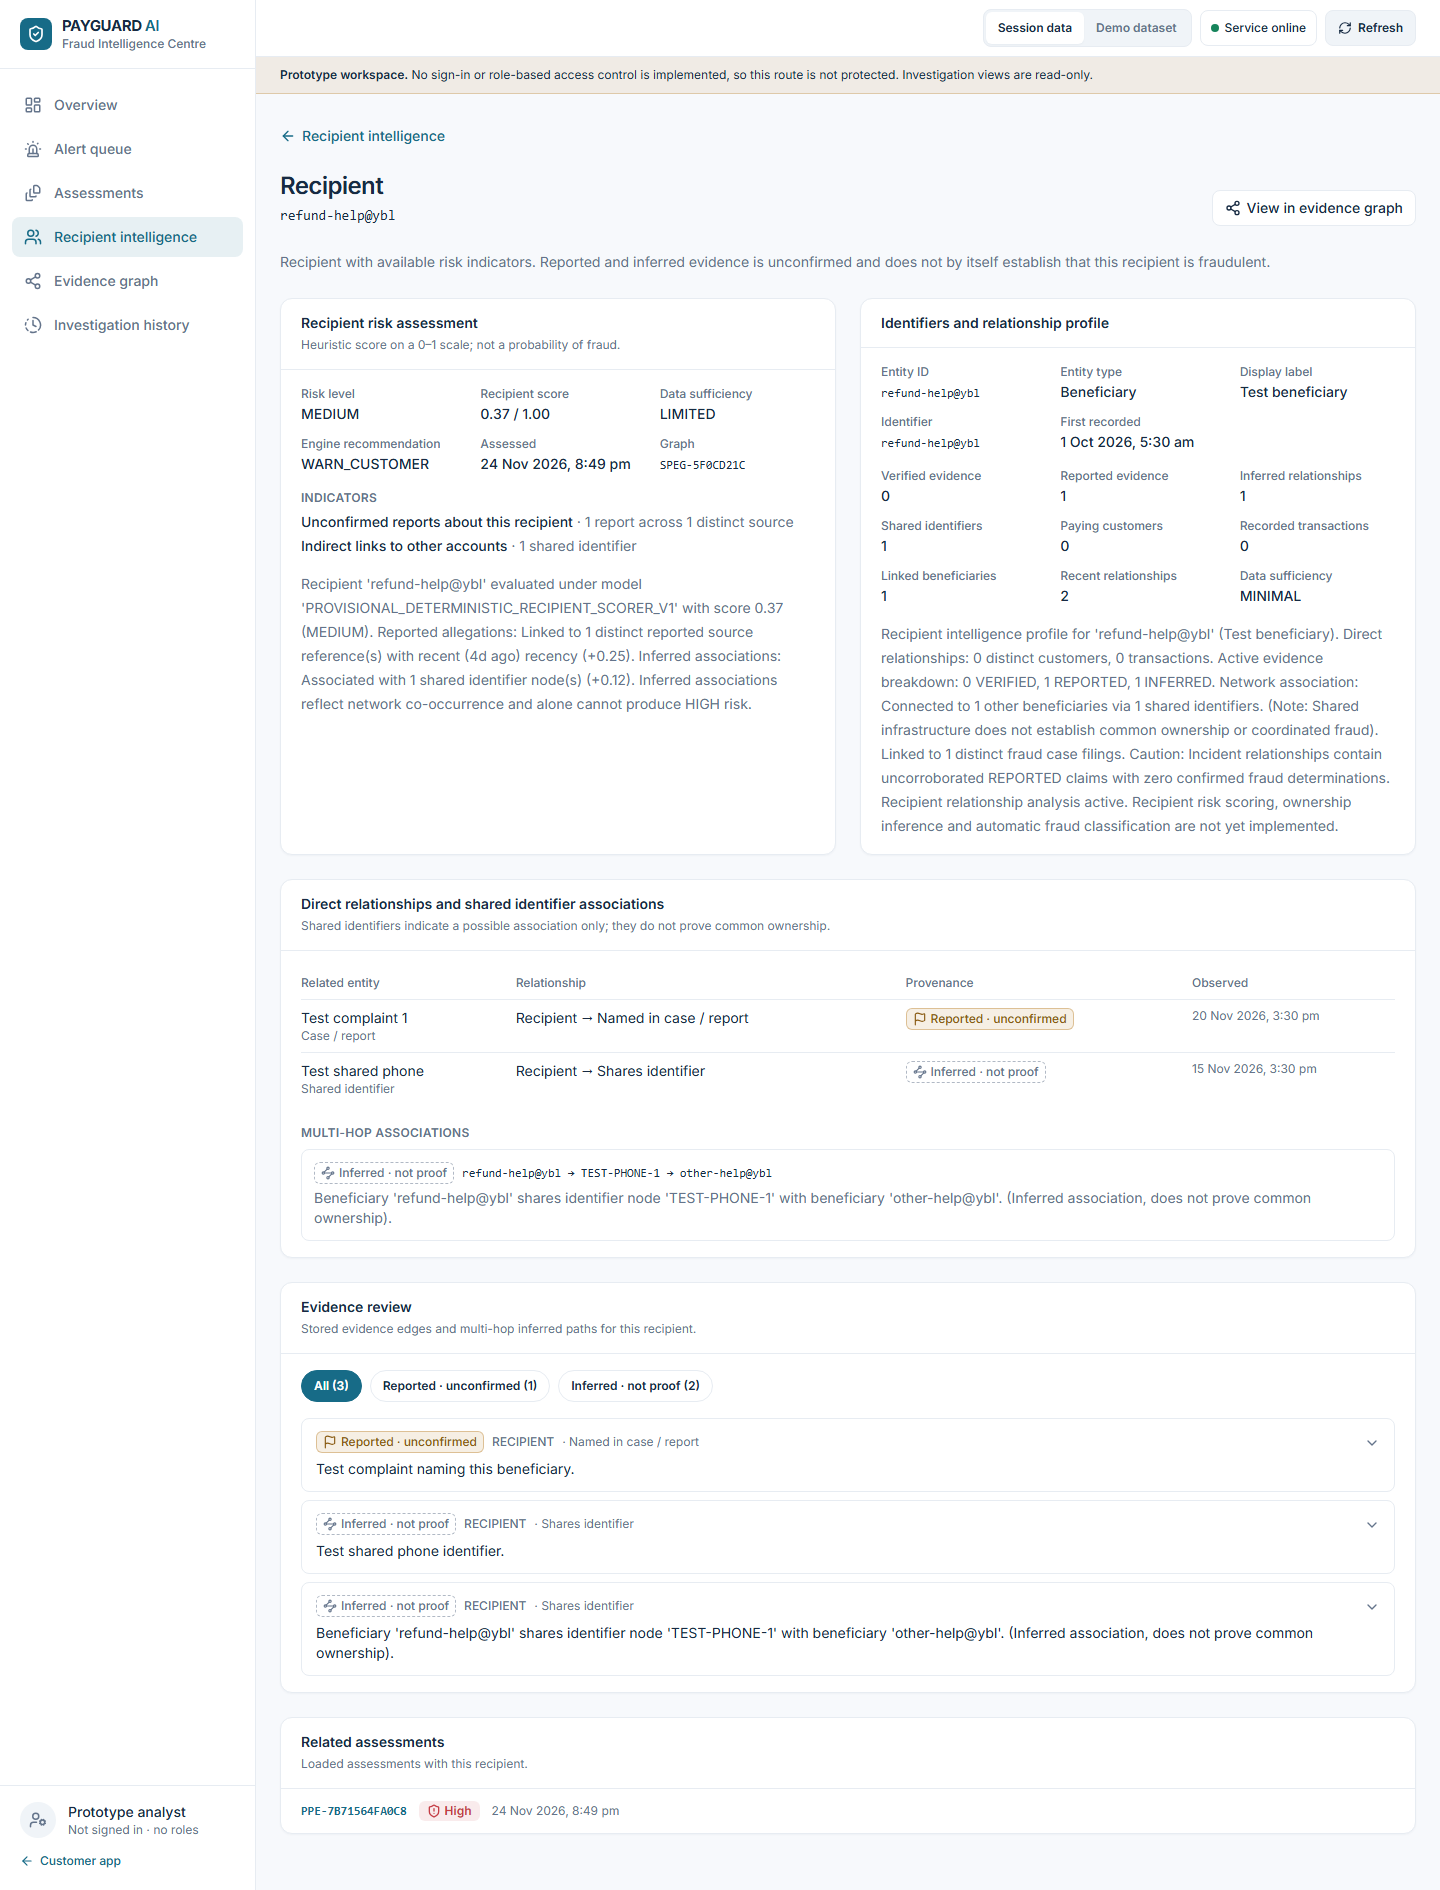 PAYGUARD AI
Fraud Intelligence Centre
Overview
Alert queue
Assessments
Recipient intelligence
Evidence graph
Investigation history
Prototype analyst
Not signed in · no roles
← Customer app
Session data
Demo dataset
Service online
Refresh
Prototype workspace. No sign-in or role-based access control is implemented, so this route is not protected. Investigation views are read-only.
← Recipient intelligence
Recipient
refund-help@ybl
View in evidence graph
Recipient with available risk indicators. Reported and inferred evidence is unconfirmed and does not by itself establish that this recipient is fraudulent.
Recipient risk assessment
Heuristic score on a 0–1 scale; not a probability of fraud.
Risk level
MEDIUM
Recipient score
0.37 / 1.00
Data sufficiency
LIMITED
Engine recommendation
WARN_CUSTOMER
Assessed
24 Nov 2026, 8:49 pm
Graph
SPEG-5F0CD21C
INDICATORS
Unconfirmed reports about this recipient · 1 report across 1 distinct source
Indirect links to other accounts · 1 shared identifier
Recipient 'refund-help@ybl' evaluated under model
'PROVISIONAL_DETERMINISTIC_RECIPIENT_SCORER_V1' with score 0.37
(MEDIUM). Reported allegations: Linked to 1 distinct reported source
reference(s) with recent (4d ago) recency (+0.25). Inferred associations:
Associated with 1 shared identifier node(s) (+0.12). Inferred associations
reflect network co-occurrence and alone cannot produce HIGH risk.
Identifiers and relationship profile
Entity ID
refund-help@ybl
Entity type
Beneficiary
Display label
Test beneficiary
Identifier
refund-help@ybl
First recorded
1 Oct 2026, 5:30 am
Verified evidence
0
Reported evidence
1
Inferred relationships
1
Shared identifiers
1
Paying customers
0
Recorded transactions
0
Linked beneficiaries
1
Recent relationships
2
Data sufficiency
MINIMAL
Recipient intelligence profile for 'refund-help@ybl' (Test beneficiary). Direct
relationships: 0 distinct customers, 0 transactions. Active evidence
breakdown: 0 VERIFIED, 1 REPORTED, 1 INFERRED. Network association:
Connected to 1 other beneficiaries via 1 shared identifiers. (Note: Shared
infrastructure does not establish common ownership or coordinated fraud).
Linked to 1 distinct fraud case filings. Caution: Incident relationships contain
uncorroborated REPORTED claims with zero confirmed fraud determinations.
Recipient relationship analysis active. Recipient risk scoring, ownership
inference and automatic fraud classification are not yet implemented.
Direct relationships and shared identifier associations
Shared identifiers indicate a possible association only; they do not prove common ownership.
Related entity
Relationship
Provenance
Observed
Test complaint 1
Case / report
Recipient → Named in case / report
Reported · unconfirmed
20 Nov 2026, 3:30 pm
Test shared phone
Shared identifier
Recipient → Shares identifier
Inferred · not proof
15 Nov 2026, 3:30 pm
MULTI-HOP ASSOCIATIONS
Inferred · not proof refund-help@ybl → TEST-PHONE-1 → other-help@ybl
Beneficiary 'refund-help@ybl' shares identifier node 'TEST-PHONE-1' with beneficiary 'other-help@ybl'. (Inferred association, does not prove common
ownership).
Evidence review
Stored evidence edges and multi-hop inferred paths for this recipient.
All (3)
Reported · unconfirmed (1)
Inferred · not proof (2)
Reported · unconfirmed RECIPIENT · Named in case / report
Test complaint naming this beneficiary.
Inferred · not proof RECIPIENT · Shares identifier
Test shared phone identifier.
Inferred · not proof RECIPIENT · Shares identifier
Beneficiary 'refund-help@ybl' shares identifier node 'TEST-PHONE-1' with beneficiary 'other-help@ybl'. (Inferred association, does not prove common
ownership).
Related assessments
Loaded assessments with this recipient.
PPE-7B71564FA0C8 High 24 Nov 2026, 8:49 pm